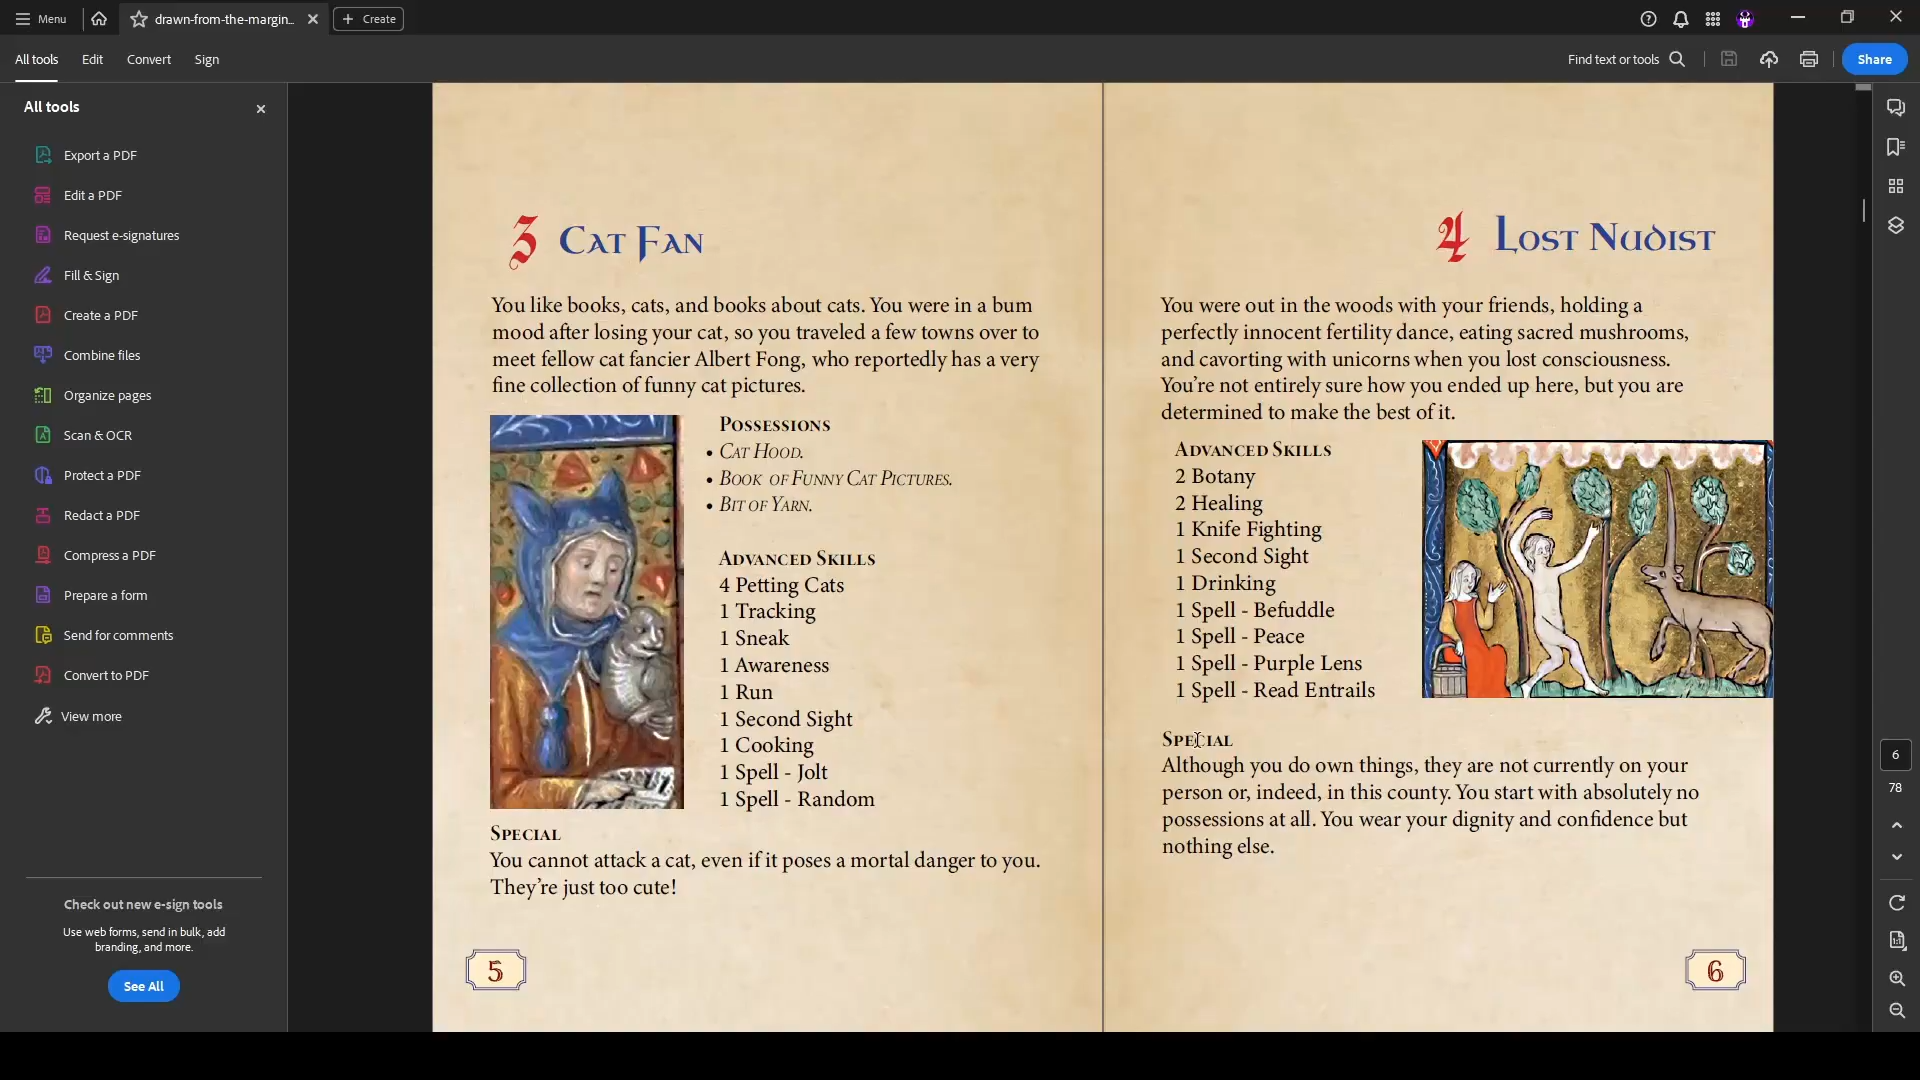 Menu
drawn-from-the-margin...
Create
All tools
Edit
Convert
Sign
Find text or tools
Share
All tools
Export a PDF
Edit a PDF
Request e-signatures
Fill & Sign
Create a PDF
Combine files
Organize pages
Scan & OCR
Protect a PDF
Redact a PDF
Compress a PDF
Prepare a form
Send for comments
Convert to PDF
View more
Check out new e-sign tools
Use web forms, send in bulk, add
branding, and more.
See All
3 Cat Fan
You like books, cats, and books about cats. You were in a bum
mood after losing your cat, so you traveled a few towns over to
meet fellow cat fancier Albert Fong, who reportedly has a very
fine collection of funny cat pictures.
Possessions
• Cat Hood.
• Book of Funny Cat Pictures.
• Bit of Yarn.
Advanced Skills
4 Petting Cats
1 Tracking
1 Sneak
1 Awareness
1 Run
1 Second Sight
1 Cooking
1 Spell - Jolt
1 Spell - Random
Special
You cannot attack a cat, even if it poses a mortal danger to you.
They're just too cute!
5
4 Lost Nudist
You were out in the woods with your friends, holding a
perfectly innocent fertility dance, eating sacred mushrooms,
and cavorting with unicorns when you lost consciousness.
You're not entirely sure how you ended up here, but you are
determined to make the best of it.
Advanced Skills
2 Botany
2 Healing
1 Knife Fighting
1 Second Sight
1 Drinking
1 Spell - Befuddle
1 Spell - Peace
1 Spell - Purple Lens
1 Spell - Read Entrails
Special
Although you do own things, they are not currently on your
person or, indeed, in this county. You start with absolutely no
possessions at all. You wear your dignity and confidence but
nothing else.
6
6
78